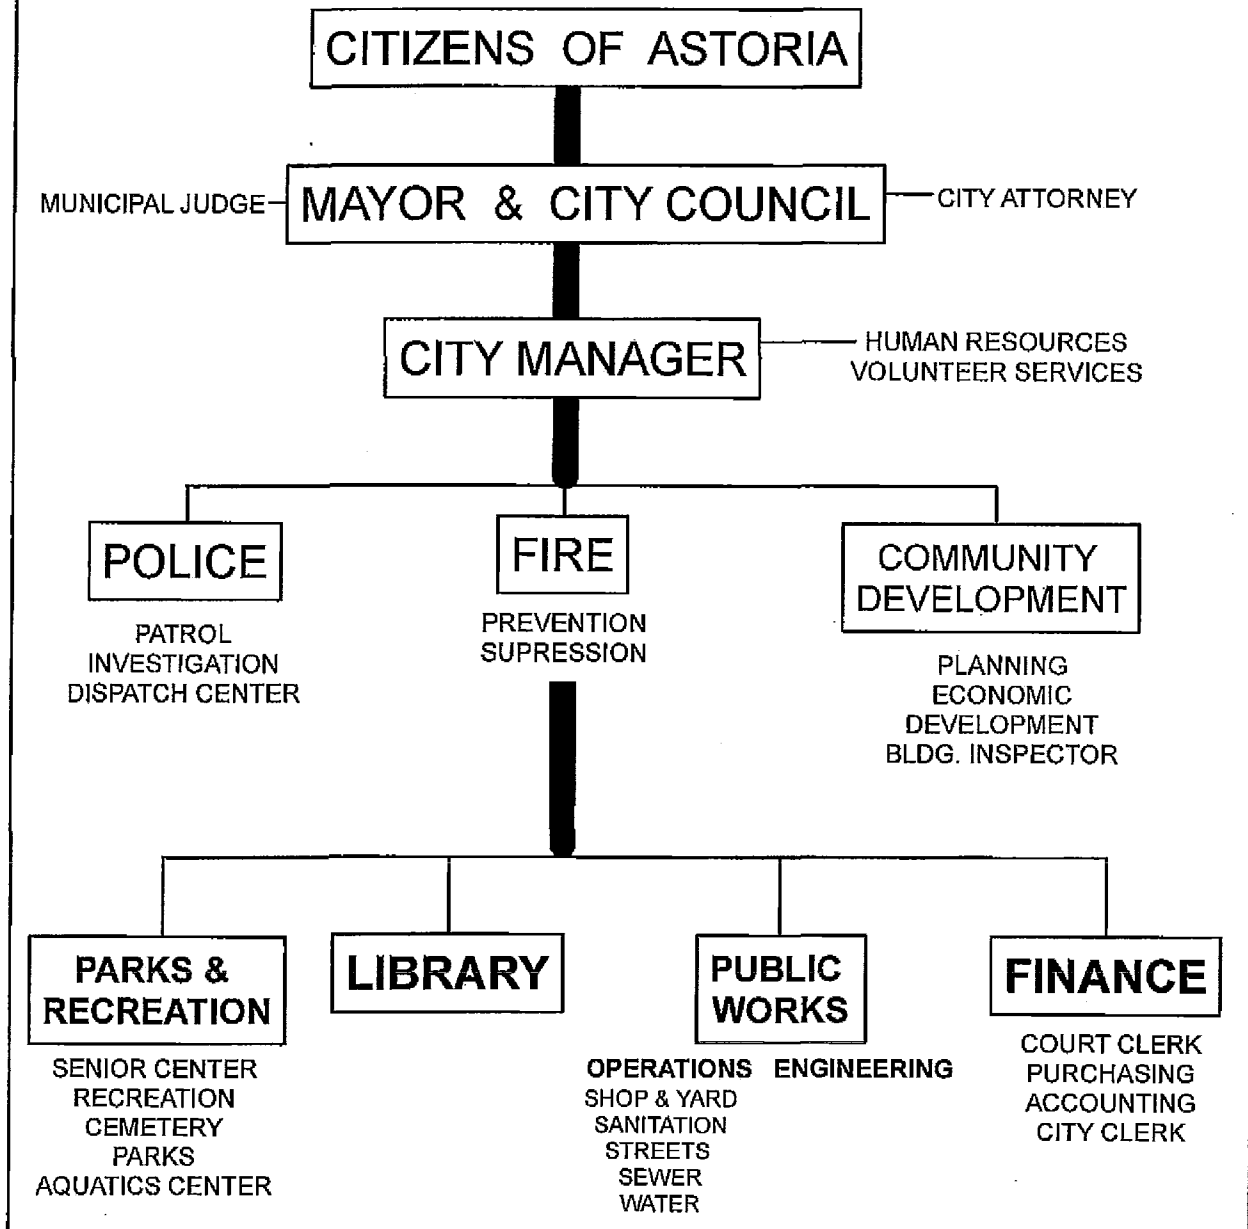 CITIZENS OF ASTORIA
MUNICIPAL JUDGE
MAYOR & CITY COUNCIL
CITY ATTORNEY
CITY MANAGER
HUMAN RESOURCES
VOLUNTEER SERVICES
POLICE
PATROL
INVESTIGATION
DISPATCH CENTER
FIRE
PREVENTION
SUPRESSION
COMMUNITY
DEVELOPMENT
PLANNING
ECONOMIC
DEVELOPMENT
BLDG. INSPECTOR
PARKS &
RECREATION
SENIOR CENTER
RECREATION
CEMETERY
PARKS
AQUATICS CENTER
LIBRARY
PUBLIC
WORKS
OPERATIONS ENGINEERING
SHOP & YARD
SANITATION
STREETS
SEWER
WATER
FINANCE
COURT CLERK
PURCHASING
ACCOUNTING
CITY CLERK